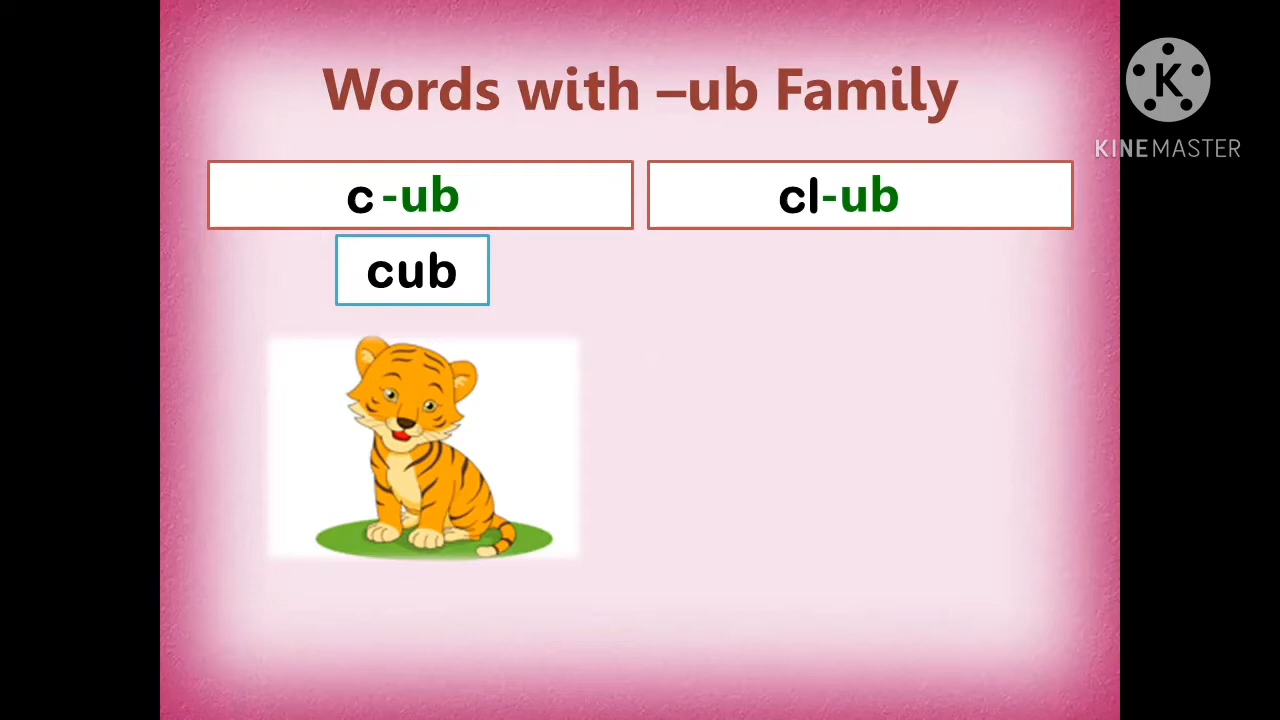 Words with –ub Family
c -ub
cl-ub
cub
K
KINEMASTER